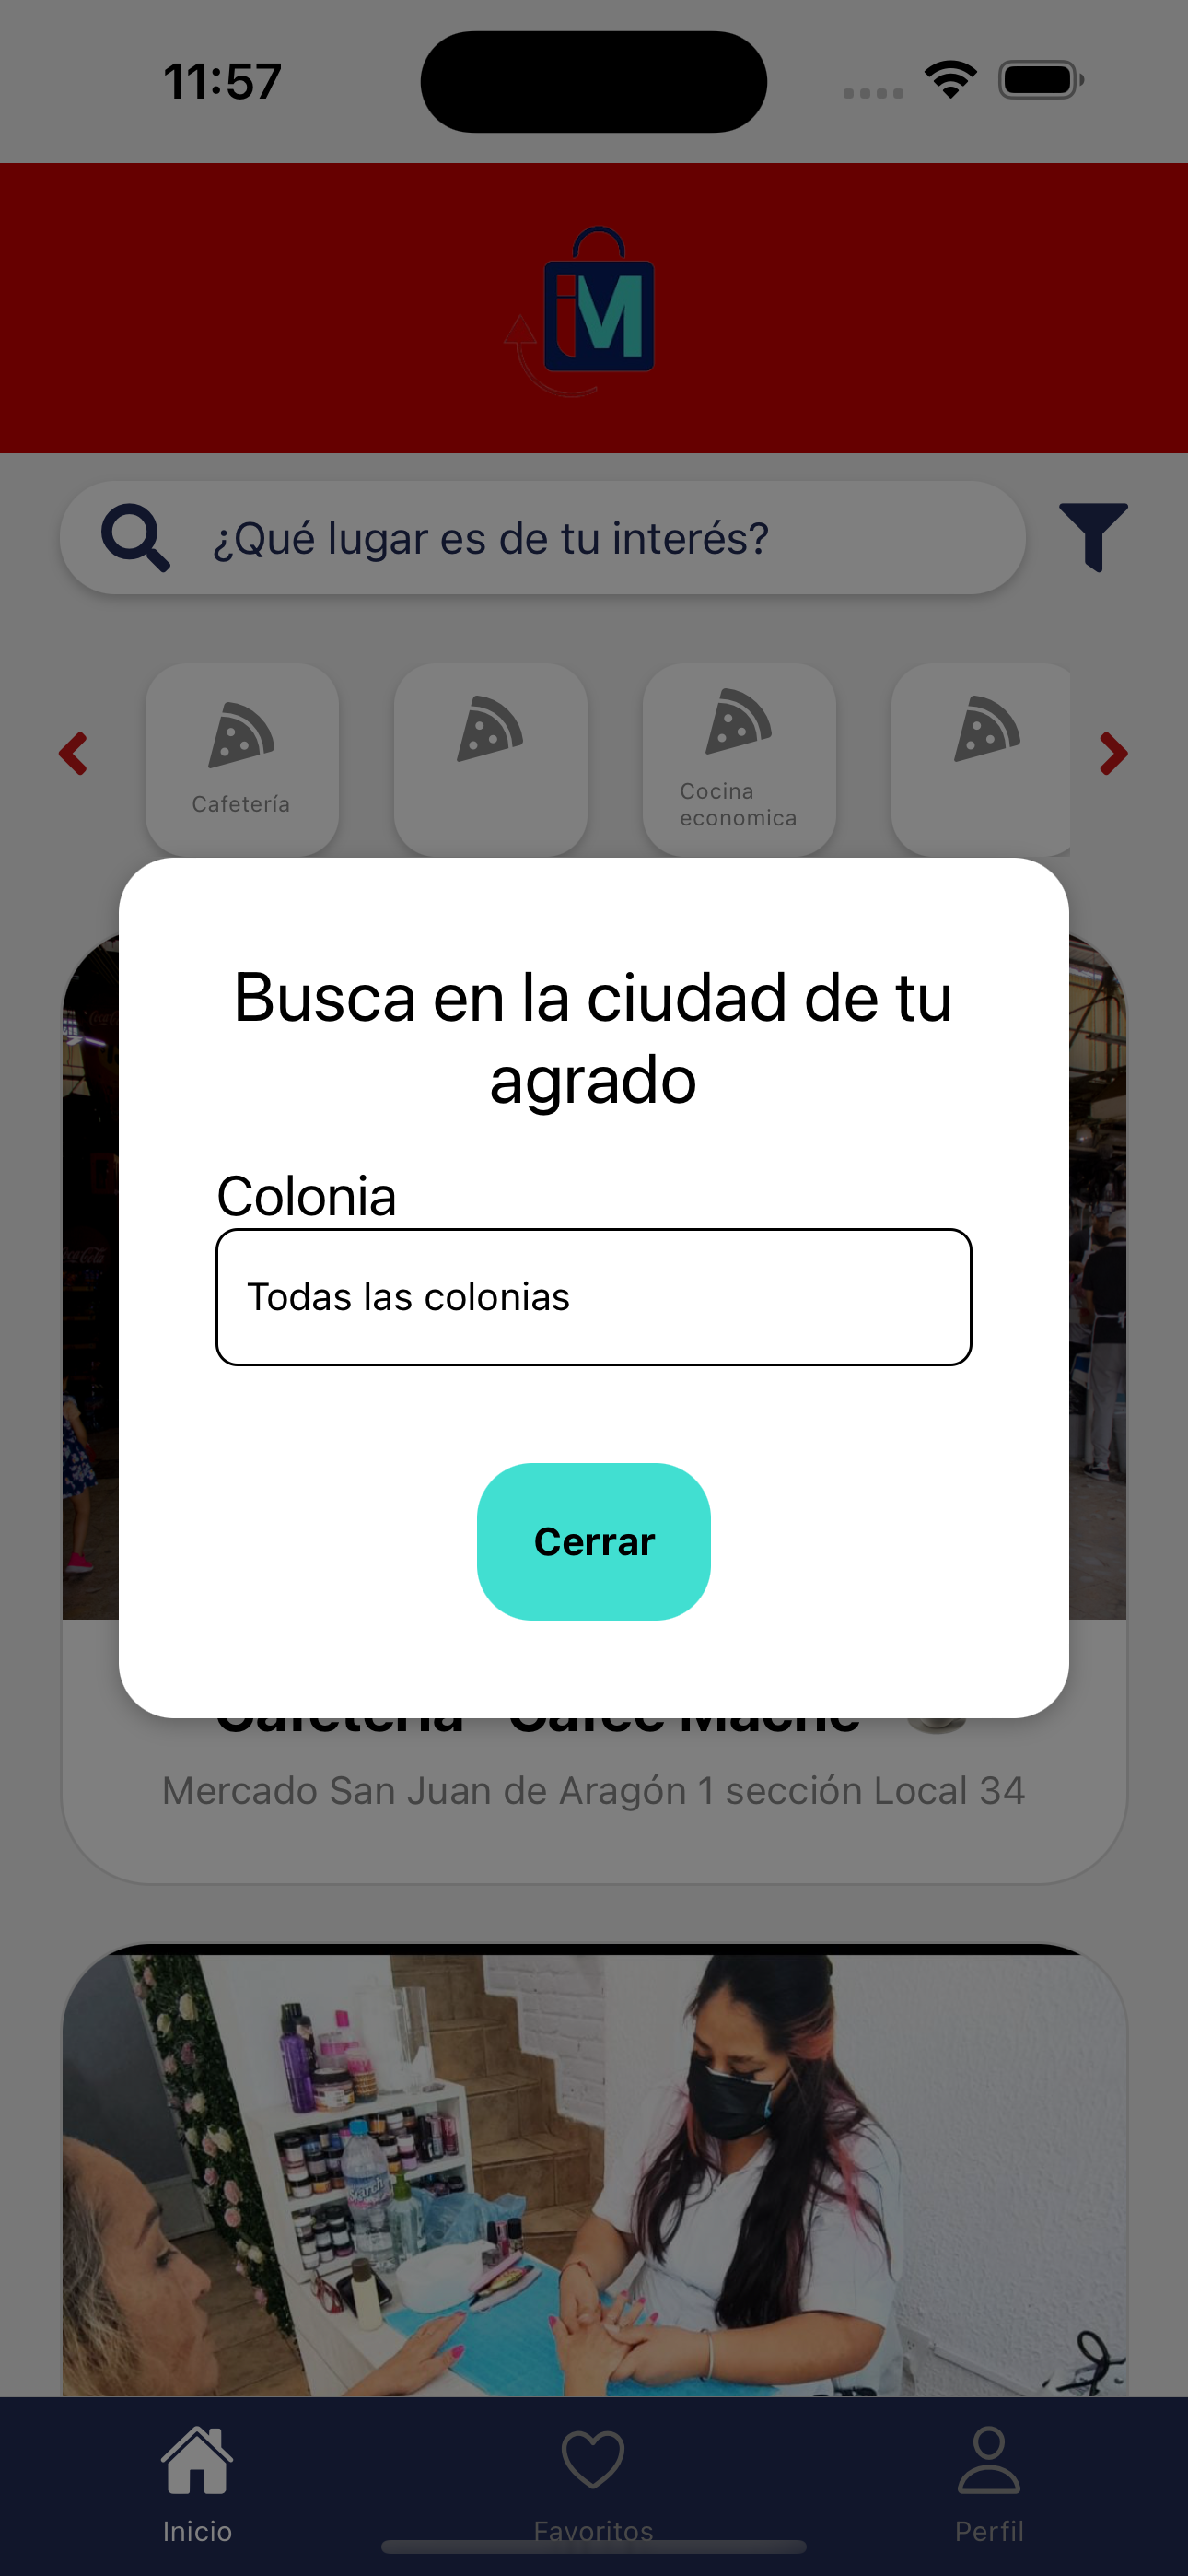 11:57
iM
¿Qué lugar es de tu interés?
Cafetería
Cocina
economica
Busca en la ciudad de tu
agrado
Colonia
Todas las colonias
Cerrar
Mercado San Juan de Aragón 1 sección Local 34
Inicio
Favoritos
Perfil